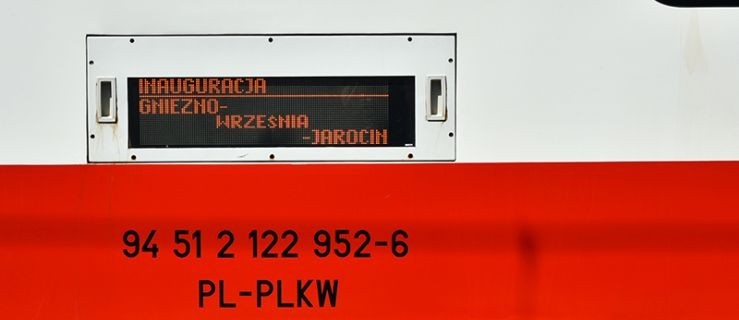 INAUGURACJA
GNIEZNO-
WRZEŚNIA
-JAROCIN
94 51 2 122 952-6
PL-PLKW